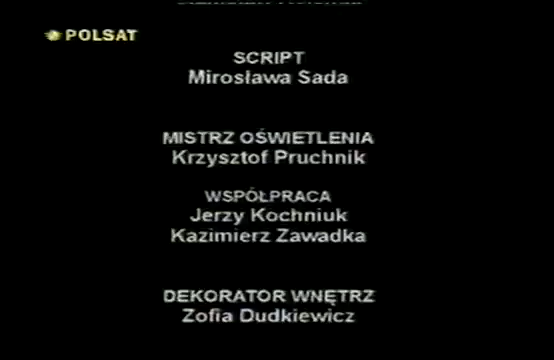 POLSAT
SCRIPT
Mirosława Sada
MISTRZ OŚWIETLENIA
Krzysztof Pruchnik
WSPÓŁPRACA
Jerzy Kochniuk
Kazimierz Zawadka
DEKORATOR WNĘTRZ
Zofia Dudkiewicz